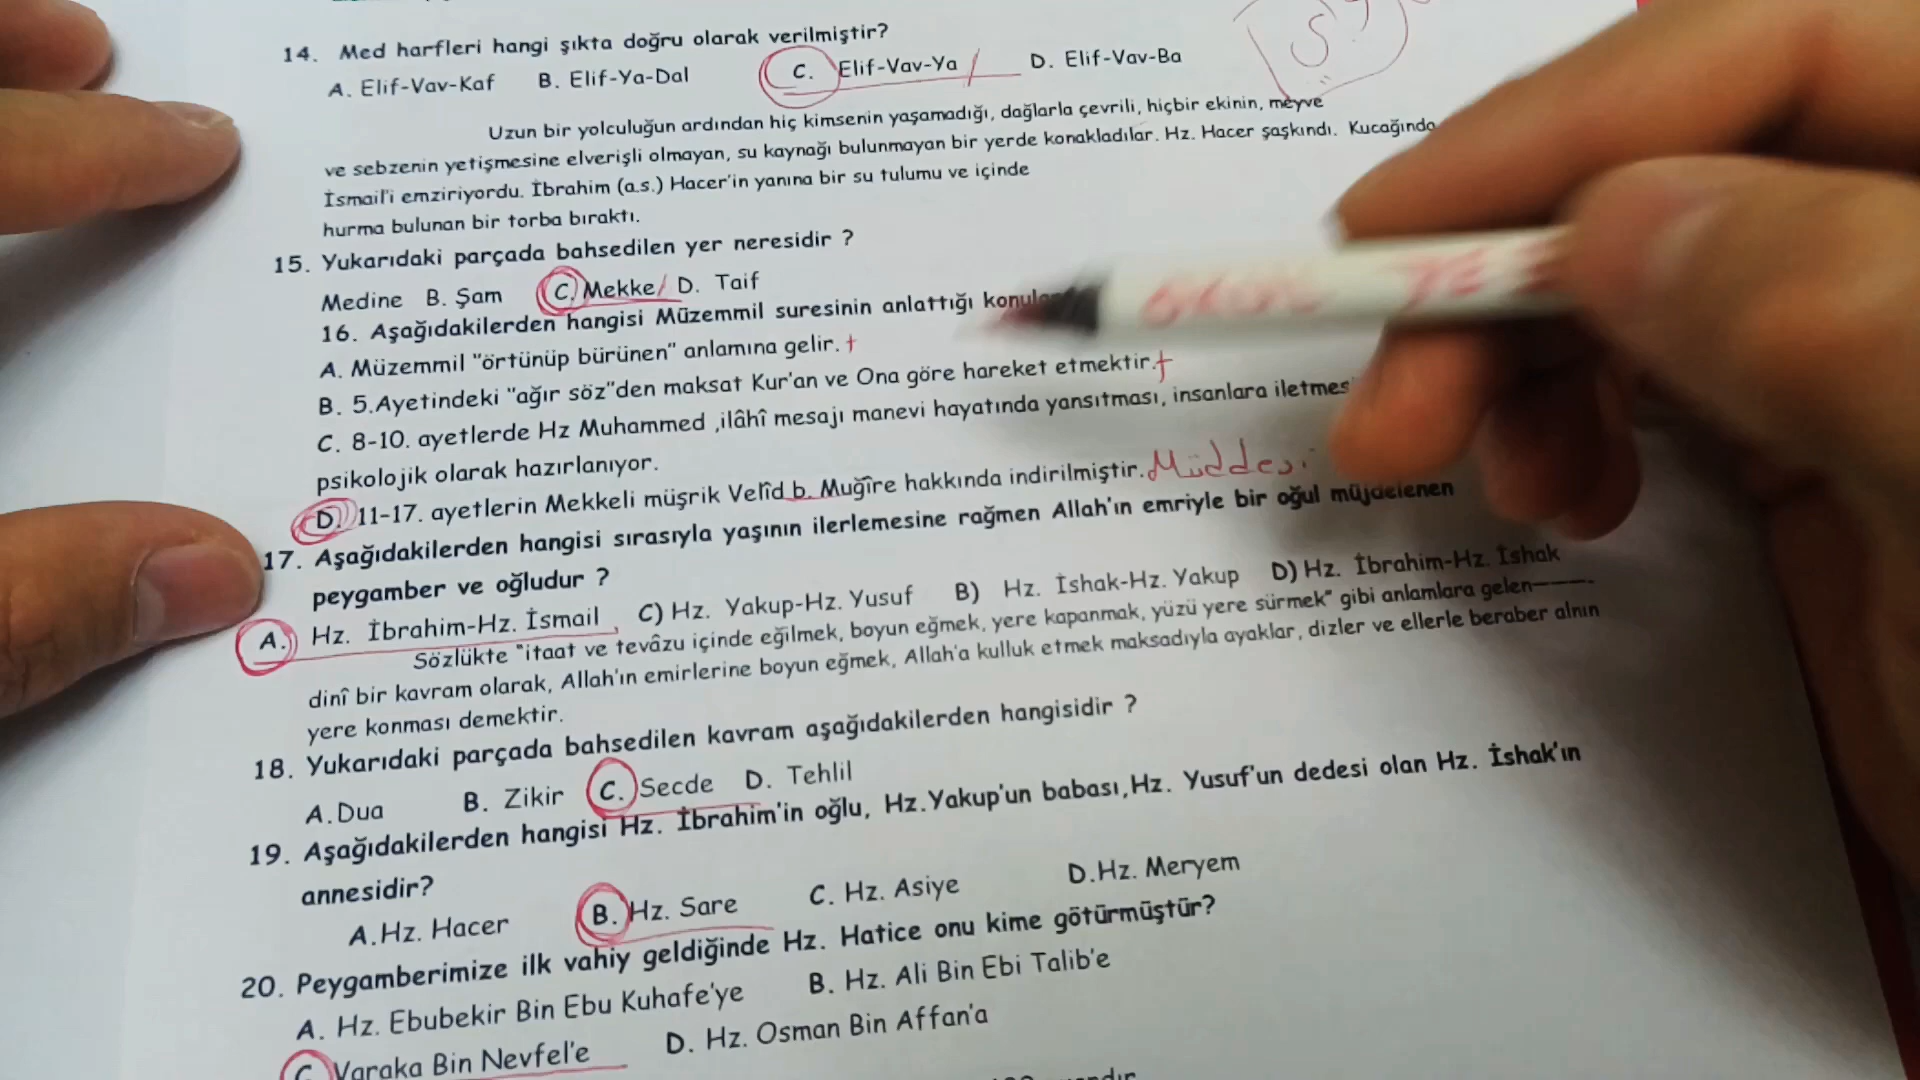 14. Med harfleri hangi şıkta doğru olarak verilmiştir?
A. Elif-Vav-Kaf B. Elif-Ya-Dal C. Elif-Vav-Ya D. Elif-Vav-Ba
Uzun bir yolculuğun ardından hiç kimsenin yaşamadığı, dağlarla çevrili, hiçbir ekinin, meyve
ve sebzenin yetişmesine elverişli olmayan, su kaynağı bulunmayan bir yerde konakladılar. Hz. Hacer şaşkındı. Kucağında
İsmail'i emziriyordu. İbrahim (a.s.) Hacer'in yanına bir su tulumu ve içinde
hurma bulunan bir torba bıraktı.
15. Yukarıdaki parçada bahsedilen yer neresidir ?
Medine B. Şam C. Mekke D. Taif
16. Aşağıdakilerden hangisi Müzemmil suresinin anlattığı
A. Müzemmil "örtünüp bürünen" anlamına gelir. +
B. 5.Ayetindeki "ağır söz"den maksat Kur'an ve Ona göre hareket etmektir. +
C. 8-10. ayetlerde Hz Muhammed ,ilâhî mesajı manevi hayatında yansıtması, insanlara
psikolojik olarak hazırlanıyor.
D. 11-17. ayetlerin Mekkeli müşrik Velîd b. Muğîre hakkında indirilmiştir. Müddesi
17. Aşağıdakilerden hangisi sırasıyla yaşının ilerlemesine rağmen Allah'ın emriyle bir oğul müjdelenen
peygamber ve oğludur ?
A. Hz. İbrahim-Hz. İsmail C) Hz. Yakup-Hz. Yusuf B) Hz. İshak-Hz. Yakup D) Hz. İbrahim-Hz. İshak
Sözlükte "itaat ve tevâzu içinde eğilmek, boyun eğmek, yere kapanmak, yüzü yere sürmek" gibi anlamlara gelen----.
dinî bir kavram olarak, Allah'ın emirlerine boyun eğmek, Allah'a kulluk etmek maksadıyla ayaklar, dizler ve ellerle beraber alnın
yere konması demektir.
18. Yukarıdaki parçada bahsedilen kavram aşağıdakilerden hangisidir ?
A.Dua B. Zikir C. Secde D. Tehlil
19. Aşağıdakilerden hangisi Hz. İbrahim'in oğlu, Hz.Yakup'un babası,Hz. Yusuf'un dedesi olan Hz. İshak'ın
annesidir?
A.Hz. Hacer B. Hz. Sare C. Hz. Asiye D.Hz. Meryem
20. Peygamberimize ilk vahiy geldiğinde Hz. Hatice onu kime götürmüştür?
A. Hz. Ebubekir Bin Ebu Kuhafe'ye B. Hz. Ali Bin Ebi Talib'e
C Varaka Bin Nevfel'e D. Hz. Osman Bin Affan'a